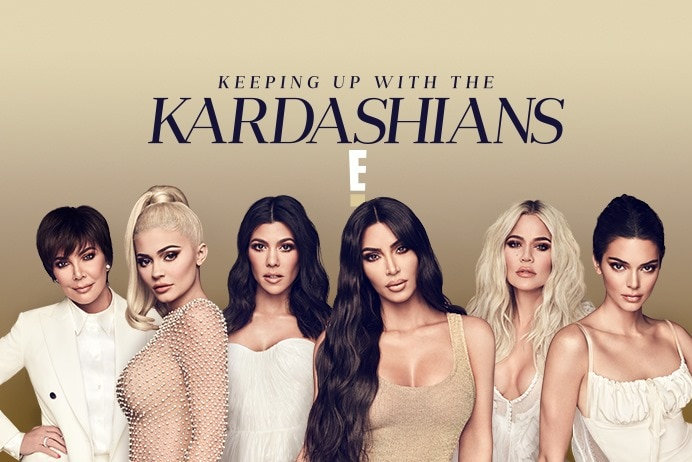 KEEPING UP WITH THE
KARDASHIANS
E